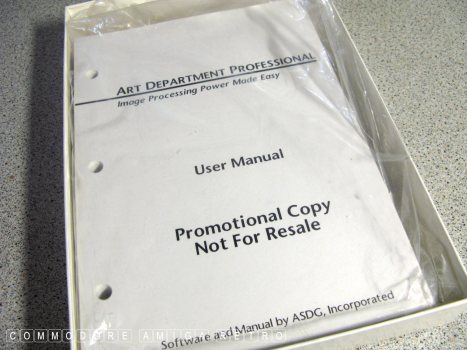 ART DEPARTMENT PROFESSIONAL
Image Processing Power Made Easy
User Manual
Promotional Copy
Not For Resale
Software and Manual by ASDG, Incorporated
COMMODORE AMIGA RETRO